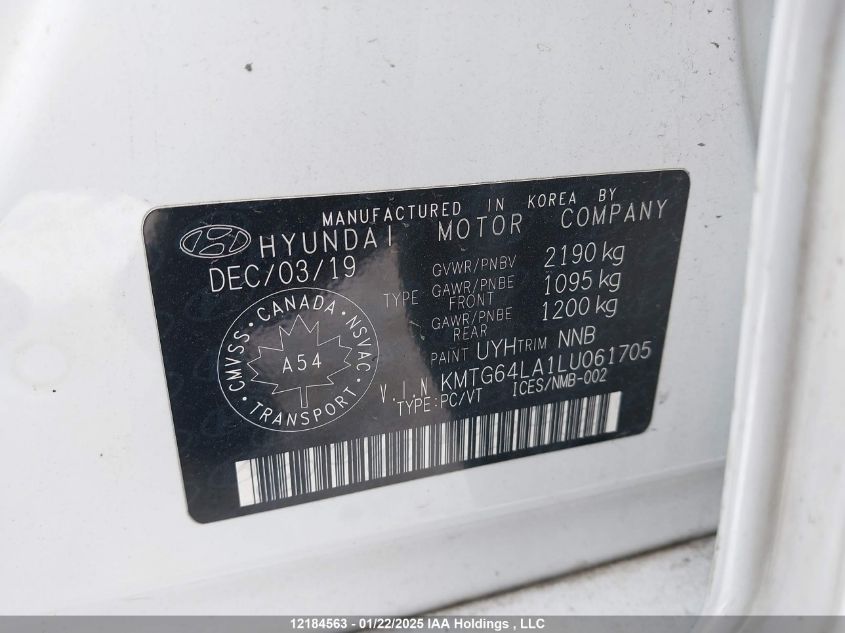 MANUFACTURED IN KOREA BY
HYUNDAI MOTOR COMPANY
DEC/03/19
GVWR/PNBV 2190 kg
TYPE GAWR/PNBE FRONT 1095 kg
GAWR/PNBE REAR 1200 kg
PAINT UYH TRIM NNB
V.I.N KMTG64LA1LU061705
TYPE:PC/VT ICES/NMB-002
CMVSS · CANADA · NSVAC
A54
· TRANSPORT ·
12184563 - 01/22/2025 IAA Holdings , LLC